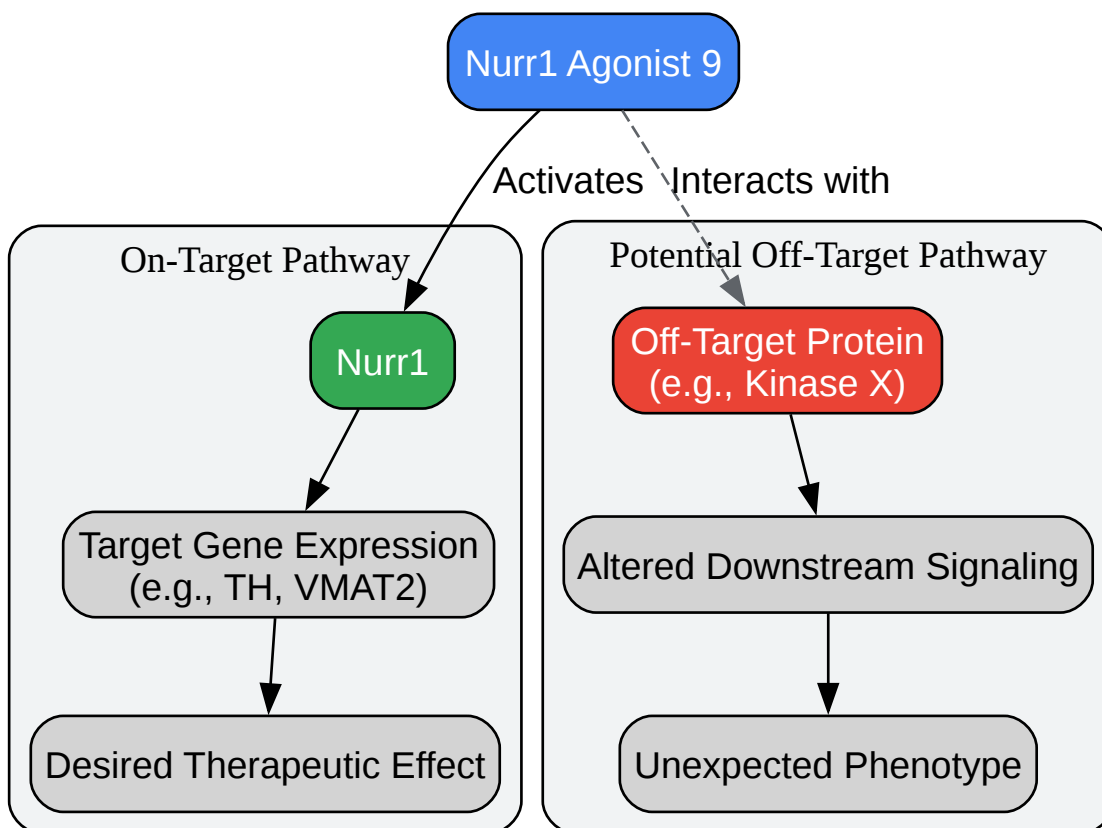 Nurr1 Agonist 9
Activates
Interacts with
On-Target Pathway
Nurr1
Target Gene Expression
(e.g., TH, VMAT2)
Desired Therapeutic Effect
Potential Off-Target Pathway
Off-Target Protein
(e.g., Kinase X)
Altered Downstream Signaling
Unexpected Phenotype